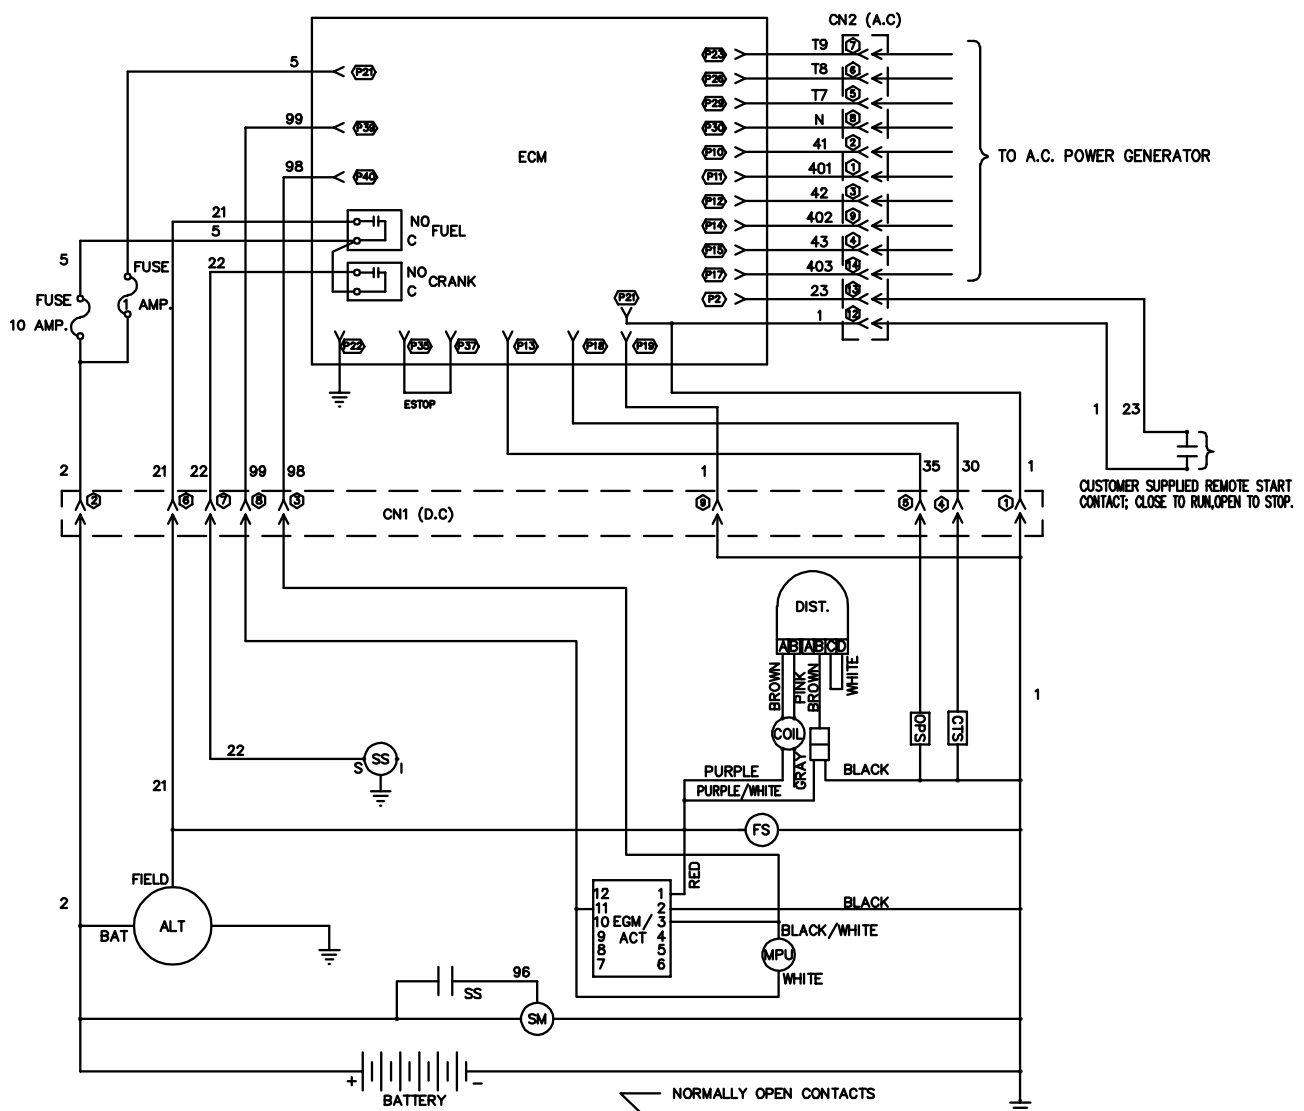 CN2 (A.C)
P23 T9 7
5 P21
P26 T8 6
P29 T7 5
99 P39
P30 N 8
ECM
P10 41 2
TO A.C. POWER GENERATOR
98 P40
P11 401 1
P12 42 3
21 NO FUEL
P14 402 9
5 C
P15 43 4
5
22 NO CRANK
P17 403 14
FUSE
C
P2 23 13
FUSE
1 AMP.
P21
10 AMP.
1 12
P22 P35 P37 P13 P18 P19
ESTOP
1 23
2 21 22 99 98 1 35 30 1
CUSTOMER SUPPLIED REMOTE START
CONTACT; CLOSE TO RUN,OPEN TO STOP.
2 6 7 8 3 9 5 4 1
CN1 (D.C)
DIST.
A B A B C D
BROWN
PINK
BROWN
WHITE
1
COIL
OPS
CTS
22
S SS I
PURPLE
GRAY
BLACK
21
PURPLE/WHITE
FS
RED
FIELD
12 1
2
11 2
BLACK
ALT
10 EGM/ 3
BAT
BLACK/WHITE
9 ACT 4
8 5
MPU
7 6
96
WHITE
SS
SM
+ -
BATTERY
NORMALLY OPEN CONTACTS